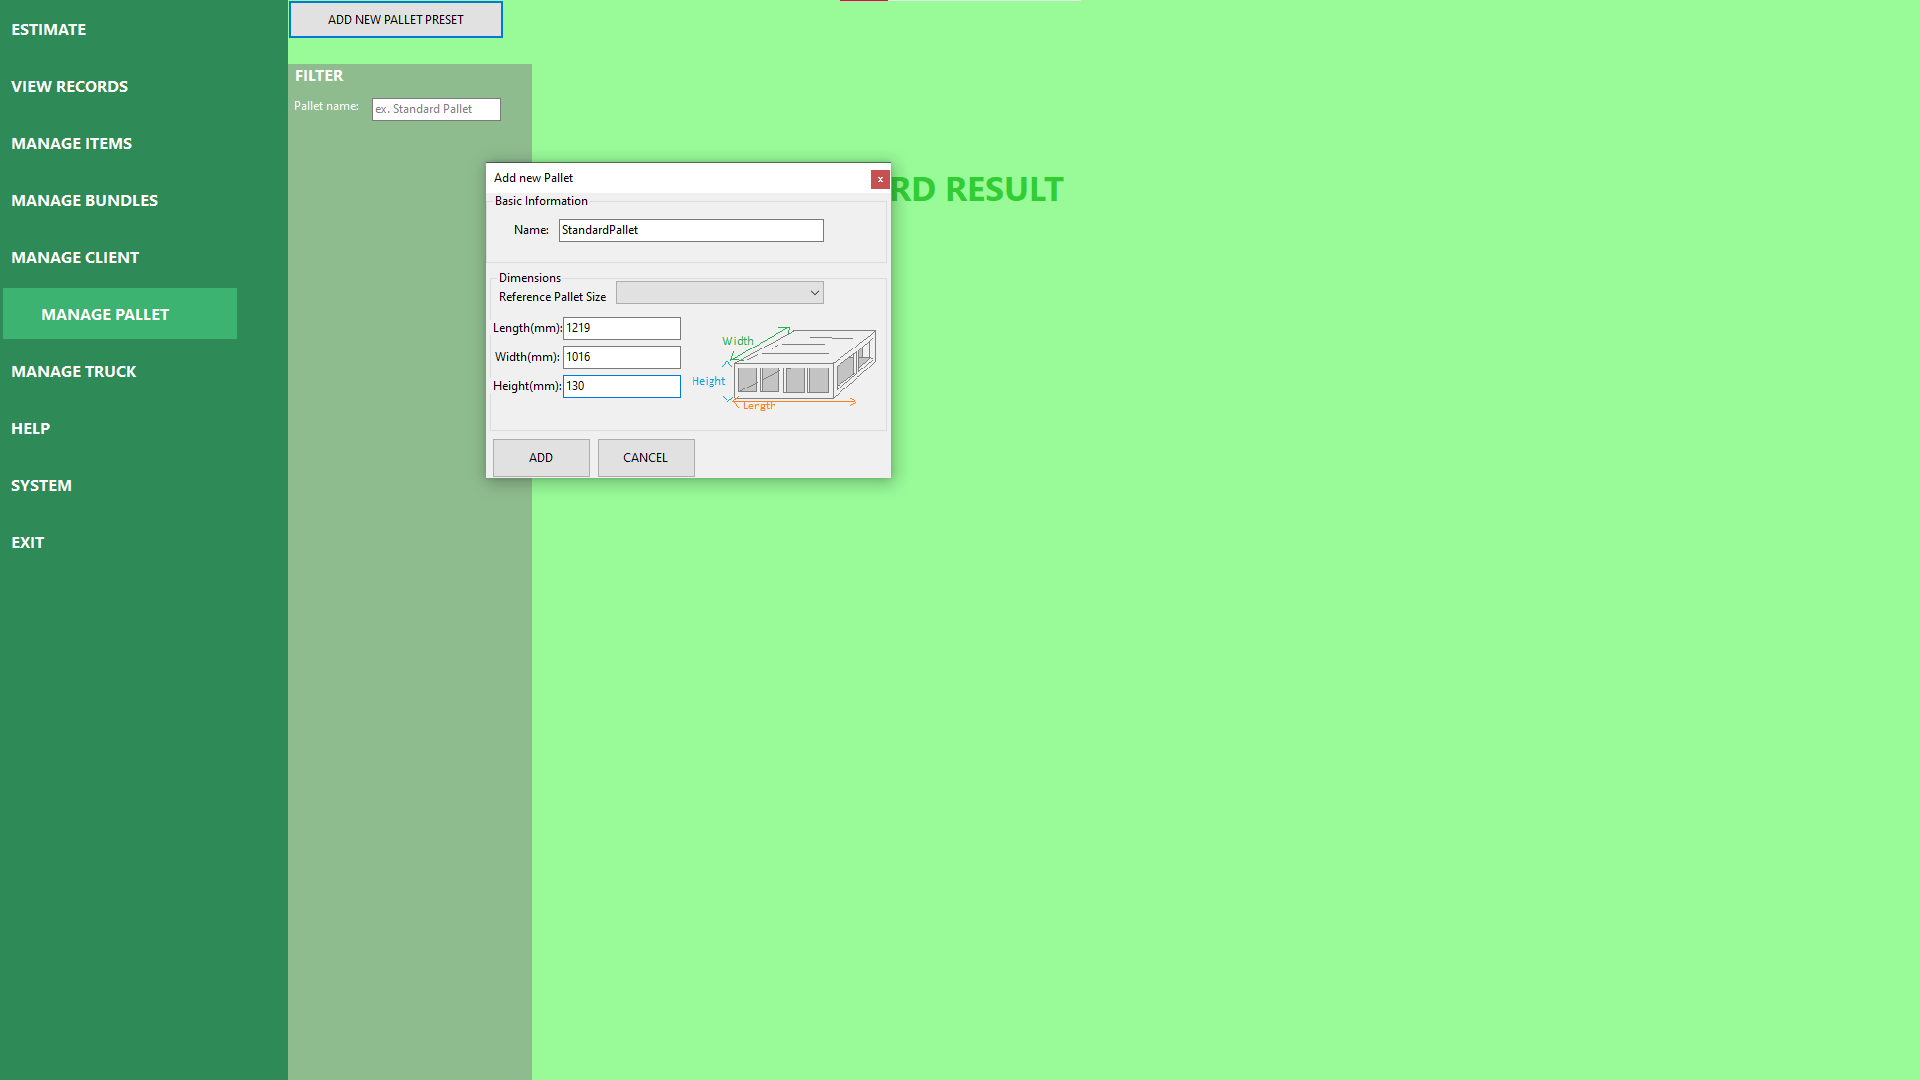 ESTIMATE
VIEW RECORDS
MANAGE ITEMS
MANAGE BUNDLES
MANAGE CLIENT
MANAGE PALLET
MANAGE TRUCK
HELP
SYSTEM
EXIT
ADD NEW PALLET PRESET
FILTER
Pallet name:
ex. Standard Pallet
RD RESULT
Add new Pallet
x
Basic Information
Name:
StandardPallet
Dimensions
Reference Pallet Size
Length(mm):
1219
Width(mm):
1016
Height(mm):
130
Width
Height
Length
ADD
CANCEL